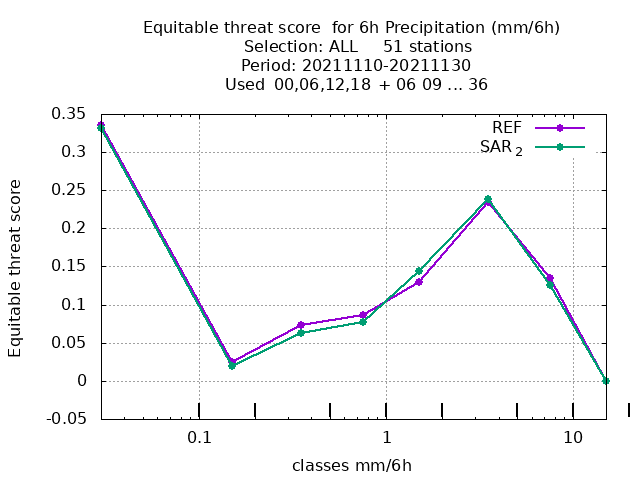 Equitable threat score  for 6h Precipitation (mm/6h)
Selection: ALL     51 stations
Period: 20211110-20211130
Used  00,06,12,18 + 06 09 ... 36
REF
SAR 2
0.35
0.3
0.25
0.2
0.15
0.1
0.05
0
-0.05
Equitable threat score
0.1
1
10
classes mm/6h